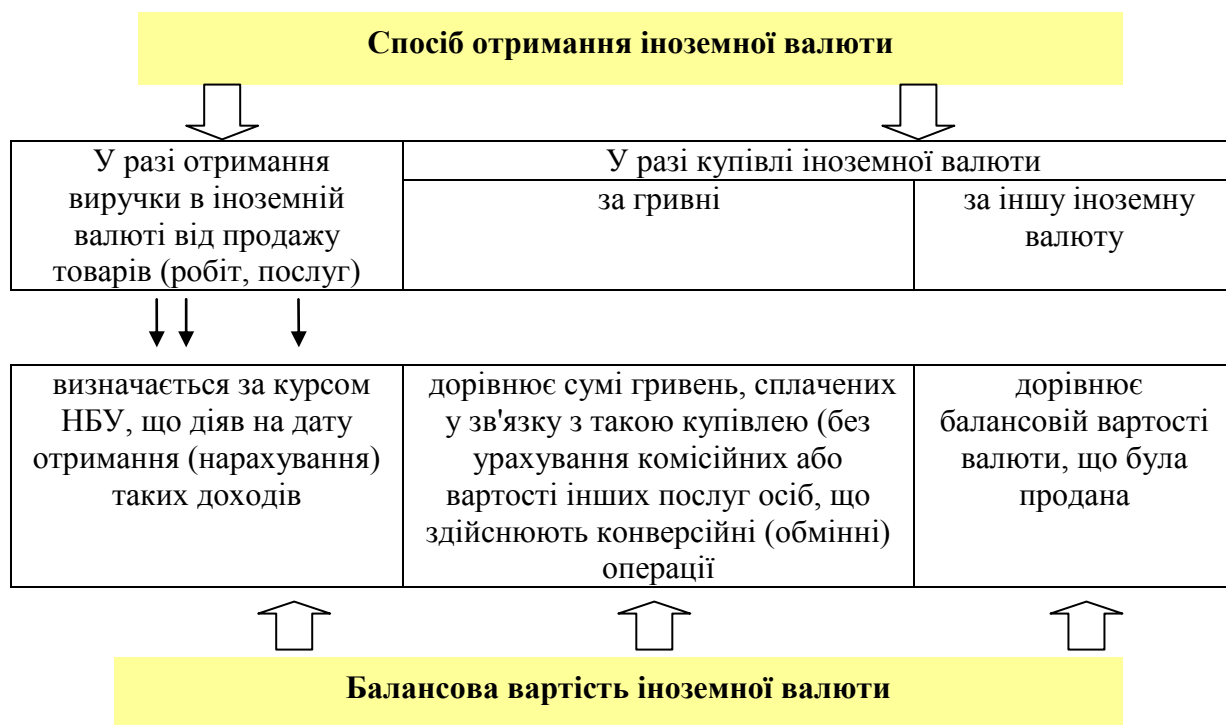 Спосіб отримання іноземної валюти
У разі отримання
виручки в іноземній
валюті від продажу
товарів (робіт, послуг)
У разі купівлі іноземної валюти
за гривні
за іншу іноземну
валюту
визначається за курсом
НБУ, що діяв на дату
отримання (нарахування)
таких доходів
дорівнює сумі гривень, сплачених
у зв'язку з такою купівлею (без
урахування комісійних або
вартості інших послуг осіб, що
здійснюють конверсійні (обмінні)
операції
дорівнює
балансовій вартості
валюти, що була
продана
Балансова вартість іноземної валюти